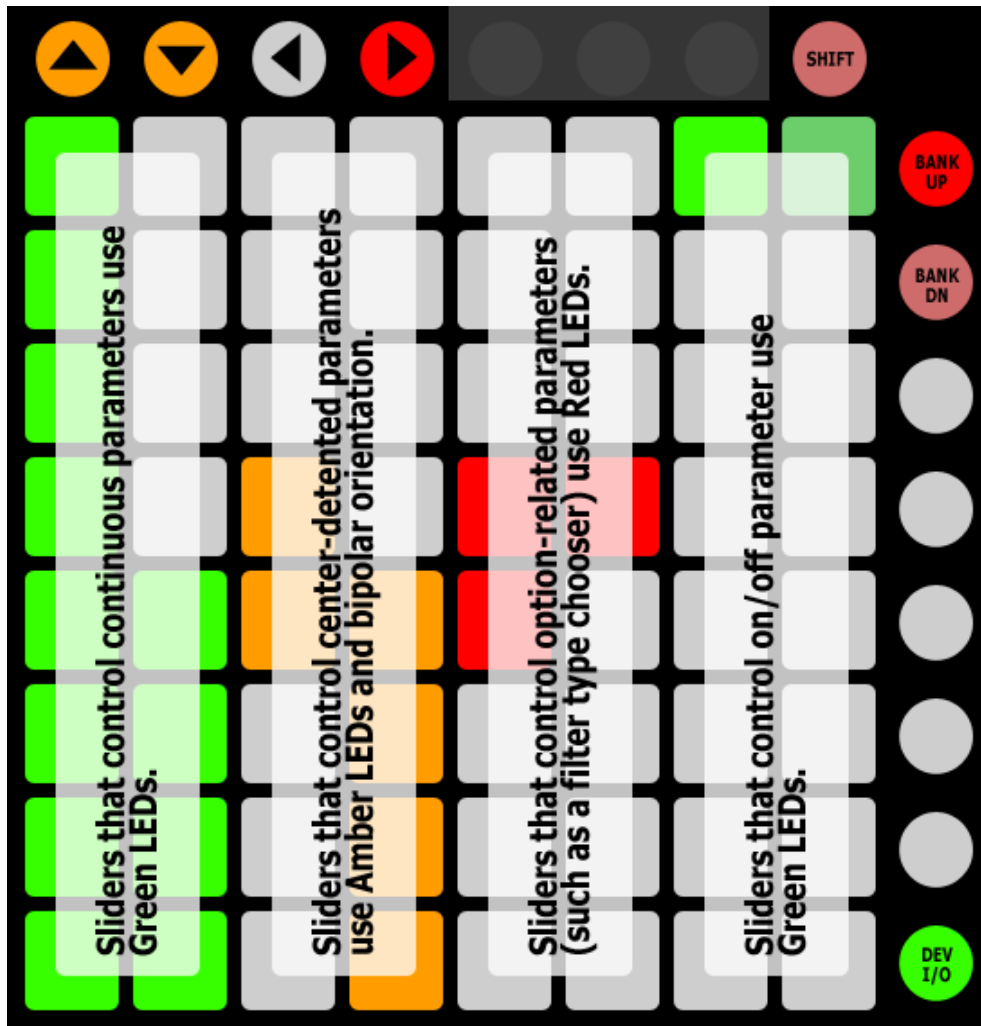 SHIFT
BANK
UP
BANK
DN
Sliders that control continuous parameters use
Green LEDs.
Sliders that control center-detented parameters
use Amber LEDs and bipolar orientation.
Sliders that control option-related parameters
(such as a filter type chooser) use Red LEDs.
Sliders that control on/off parameter use
Green LEDs.
DEV
I/O